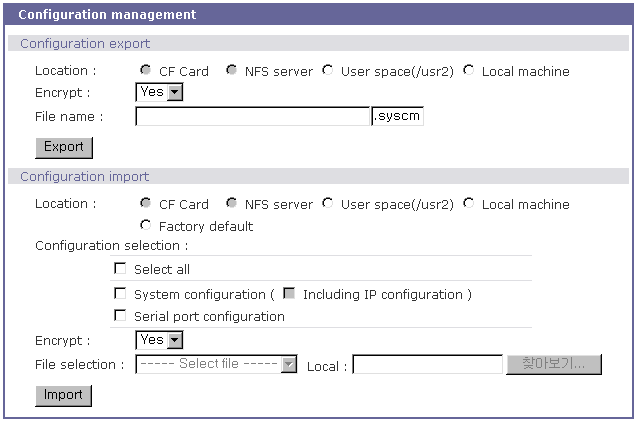 Configuration management
Configuration export
Location : CF Card NFS server User space(/usr2) Local machine
Encrypt : Yes
File name : .syscm
Export
Configuration import
Location : CF Card NFS server User space(/usr2) Local machine
Factory default
Configuration selection :
Select all
System configuration ( Including IP configuration )
Serial port configuration
Encrypt : Yes
File selection : ----- Select file ----- Local : 찾아보기...
Import